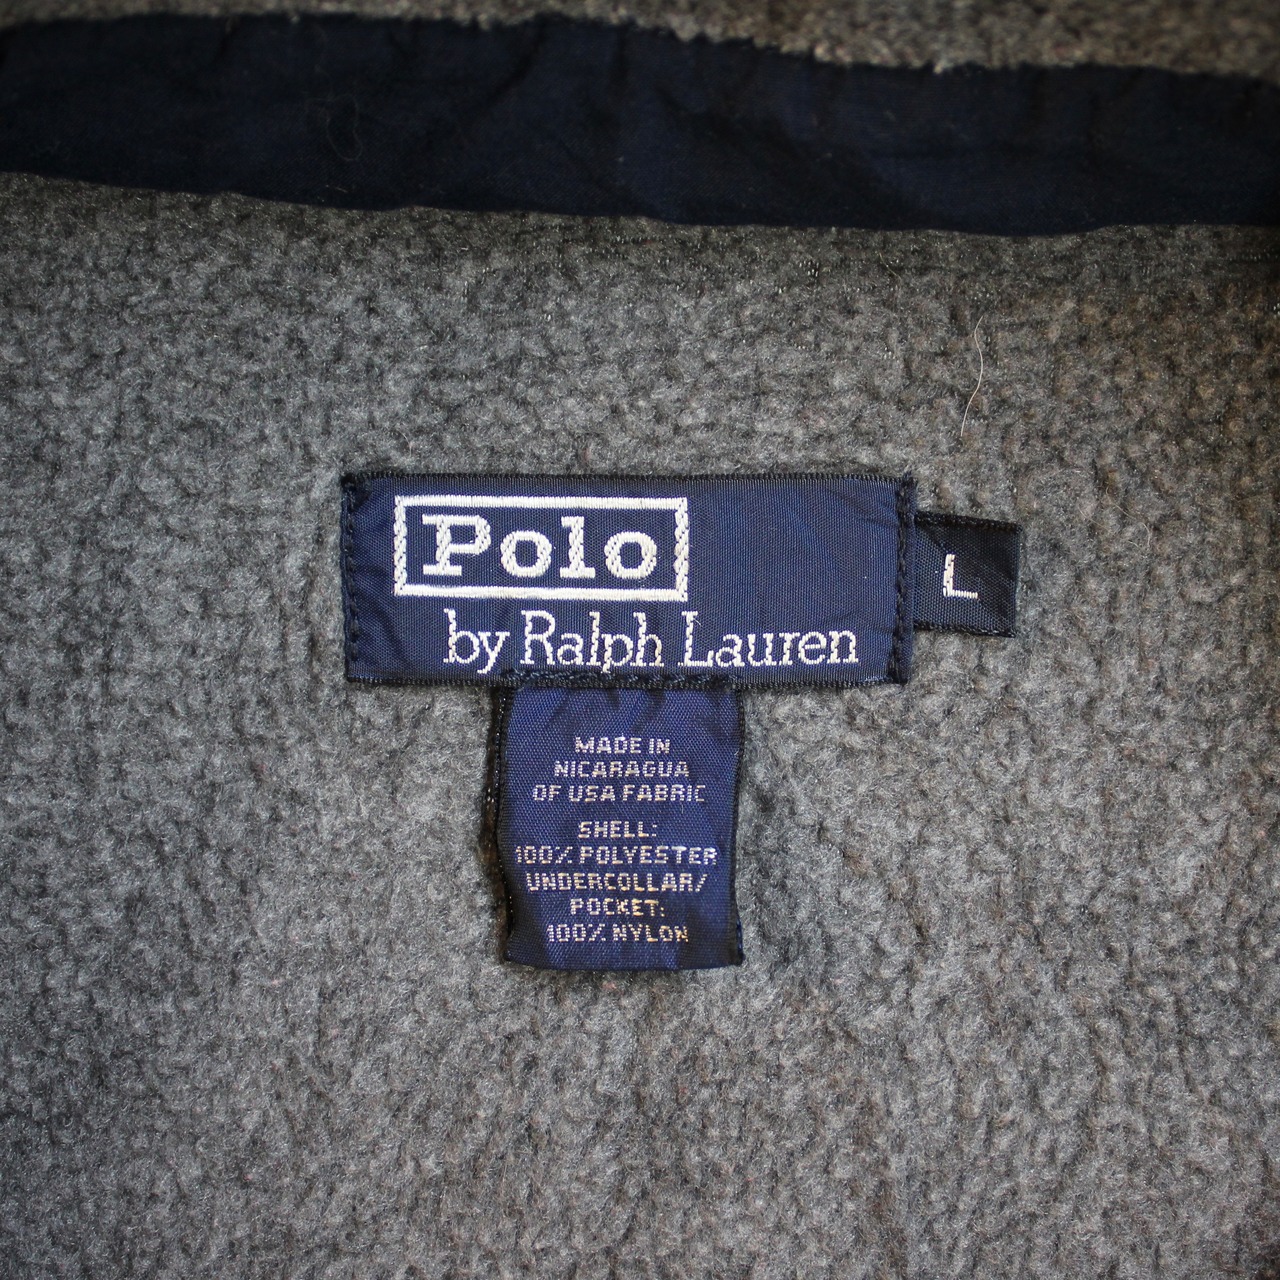 Polo
by Ralph Lauren
L
MADE IN
NICARAGUA
OF USA FABRIC
SHELL:
100% POLYESTER
UNDERCOLLAR/
POCKET:
100% NYLON